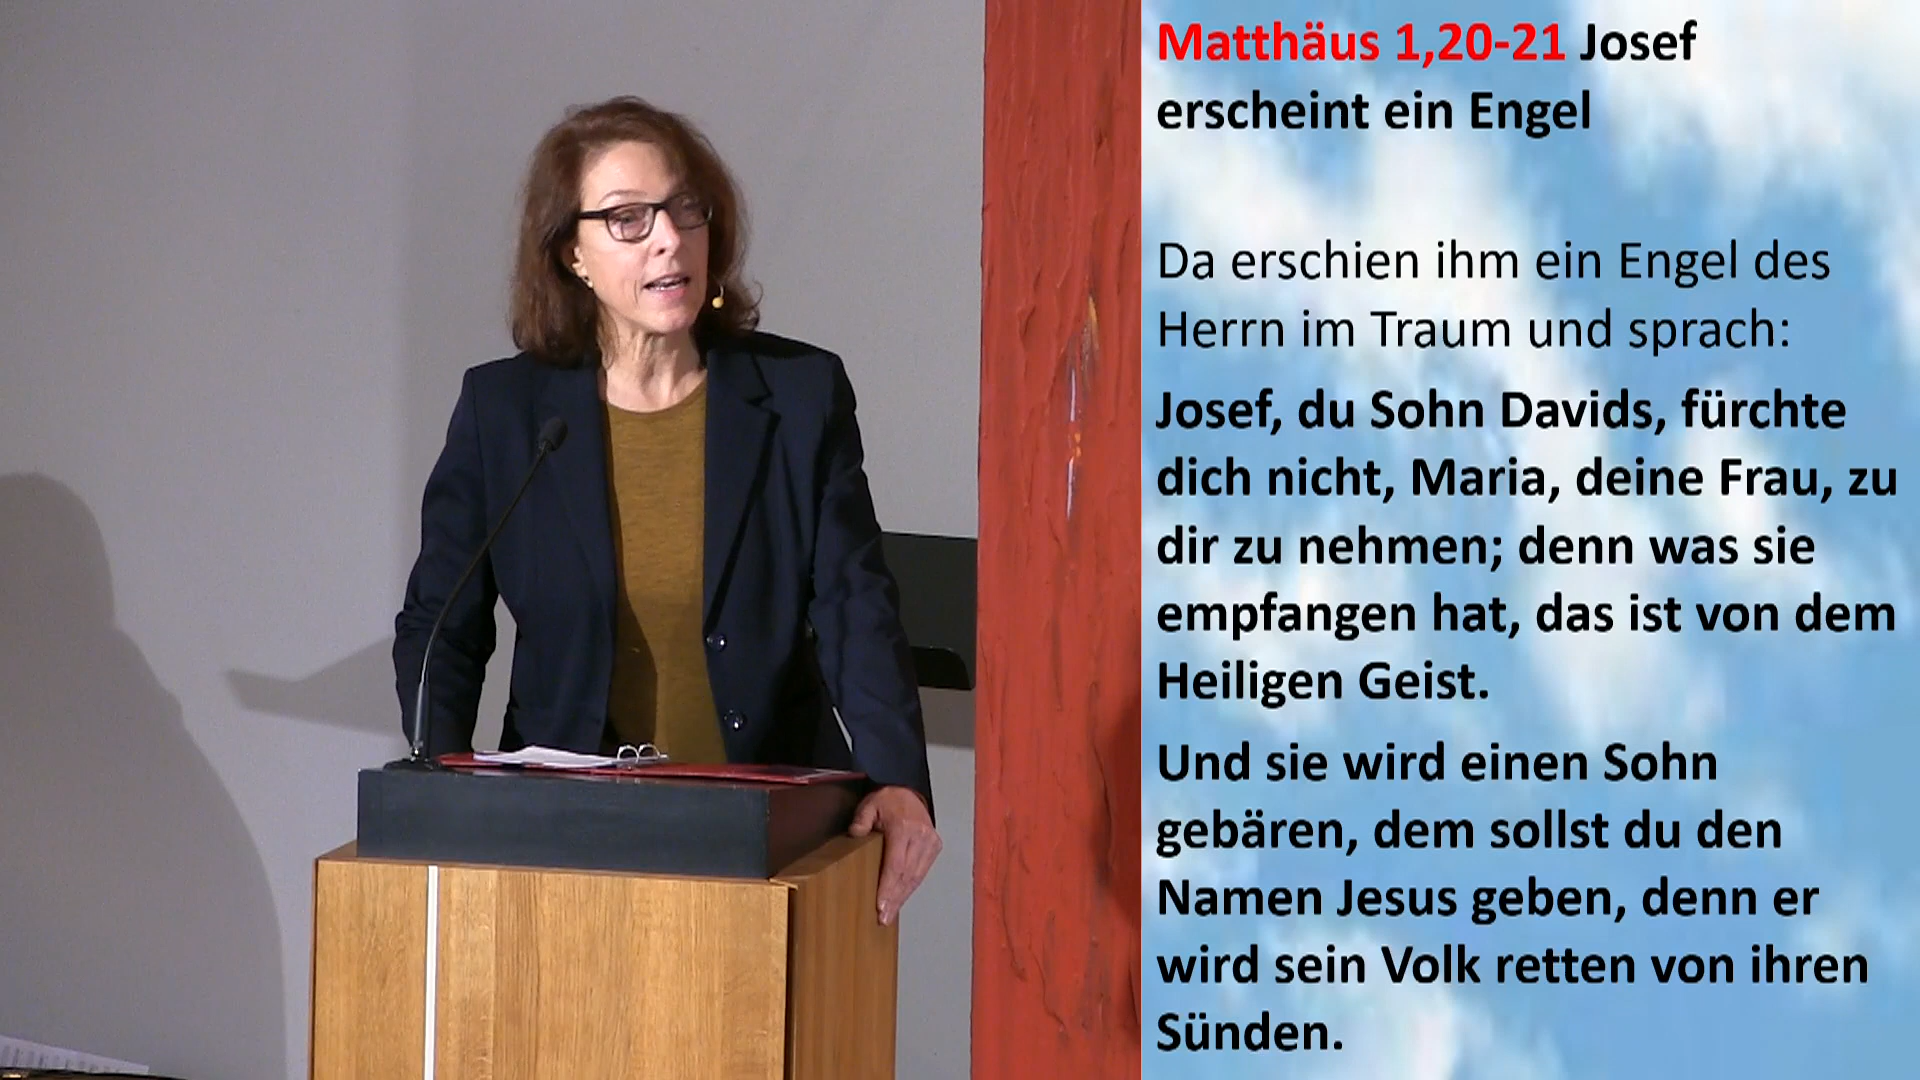 Matthäus 1,20-21 Josef
erscheint ein Engel
Da erschien ihm ein Engel des
Herrn im Traum und sprach:
Josef, du Sohn Davids, fürchte
dich nicht, Maria, deine Frau, zu
dir zu nehmen; denn was sie
empfangen hat, das ist von dem
Heiligen Geist.
Und sie wird einen Sohn
gebären, dem sollst du den
Namen Jesus geben, denn er
wird sein Volk retten von ihren
Sünden.